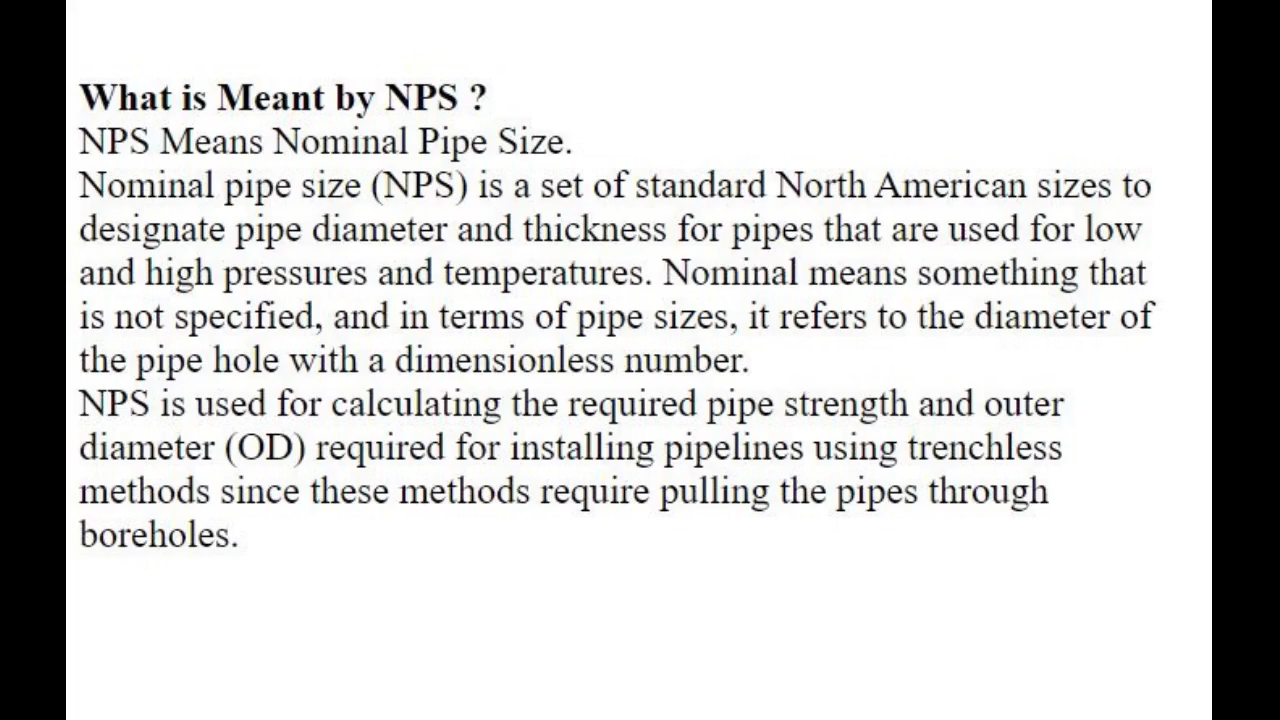 What is Meant by NPS ?
NPS Means Nominal Pipe Size.
Nominal pipe size (NPS) is a set of standard North American sizes to
designate pipe diameter and thickness for pipes that are used for low
and high pressures and temperatures. Nominal means something that
is not specified, and in terms of pipe sizes, it refers to the diameter of
the pipe hole with a dimensionless number.
NPS is used for calculating the required pipe strength and outer
diameter (OD) required for installing pipelines using trenchless
methods since these methods require pulling the pipes through
boreholes.